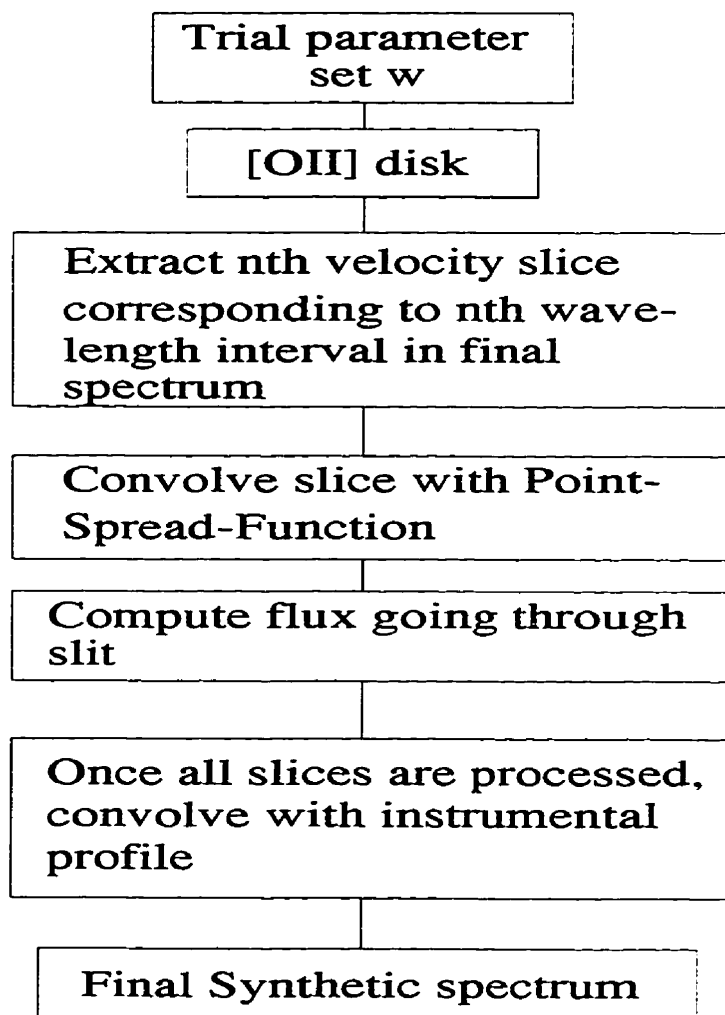 Trial parameter
set w
[OII] disk
Extract nth velocity slice
corresponding to nth wave-
length interval in final
spectrum
Convolve slice with Point-
Spread-Function
Compute flux going through
slit
Once all slices are processed,
convolve with instrumental
profile
Final Synthetic spectrum